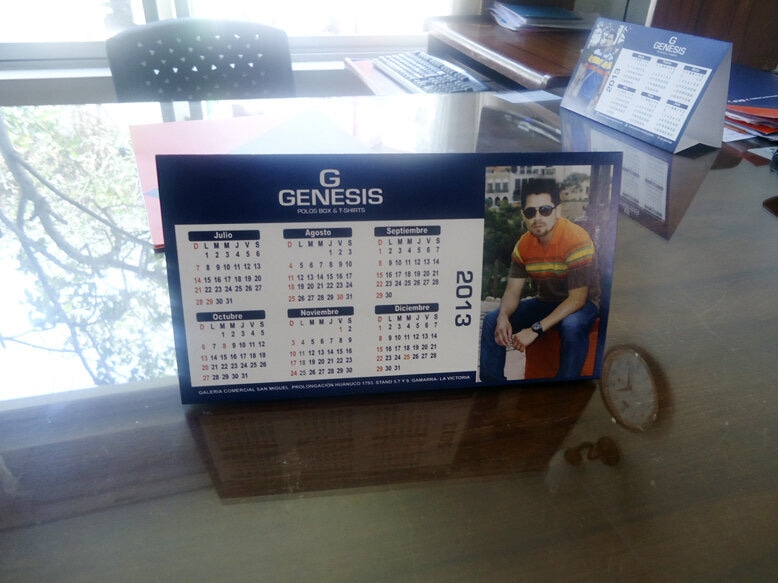 G
GENESIS
POLOS BOX & T-SHIRTS
Julio
D L M M J V S
1 2 3 4 5 6
7 8 9 10 11 12 13
14 15 16 17 18 19 20
21 22 23 24 25 26 27
28 29 30 31
Agosto
D L M M J V S
1 2 3
4 5 6 7 8 9 10
11 12 13 14 15 16 17
18 19 20 21 22 23 24
25 26 27 28 29 30 31
Septiembre
D L M M J V S
1 2 3 4 5 6 7
8 9 10 11 12 13 14
15 16 17 18 19 20 21
22 23 24 25 26 27 28
29 30
Octubre
D L M M J V S
1 2 3 4 5
6 7 8 9 10 11 12
13 14 15 16 17 18 19
20 21 22 23 24 25 26
27 28 29 30 31
Noviembre
D L M M J V S
1 2
3 4 5 6 7 8 9
10 11 12 13 14 15 16
17 18 19 20 21 22 23
24 25 26 27 28 29 30
Diciembre
D L M M J V S
1 2 3 4 5 6 7
8 9 10 11 12 13 14
15 16 17 18 19 20 21
22 23 24 25 26 27 28
29 30 31
2013
GALERIA COMERCIAL SAN MIGUEL .PROLONGACIÓN HUANUCO 1793 STAND 5,7 Y 9 GAMARRA- LA VICTORIA
G
GENESIS
2013